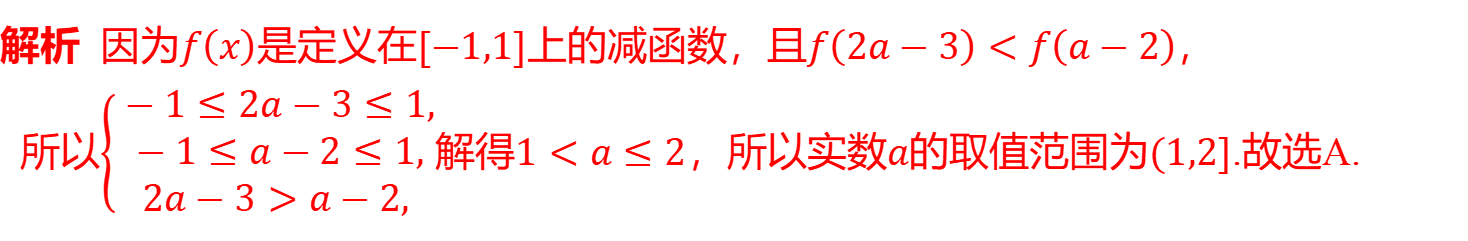 解析 因为f(x)是定义在[−1,1]上的减函数，且f(2a − 3) < f(a − 2)，
− 1 ≤ 2a − 3 ≤ 1,
所以{ − 1 ≤ a − 2 ≤ 1, 解得1 < a ≤ 2，所以实数a的取值范围为(1,2].故选A.
2a − 3 > a − 2,